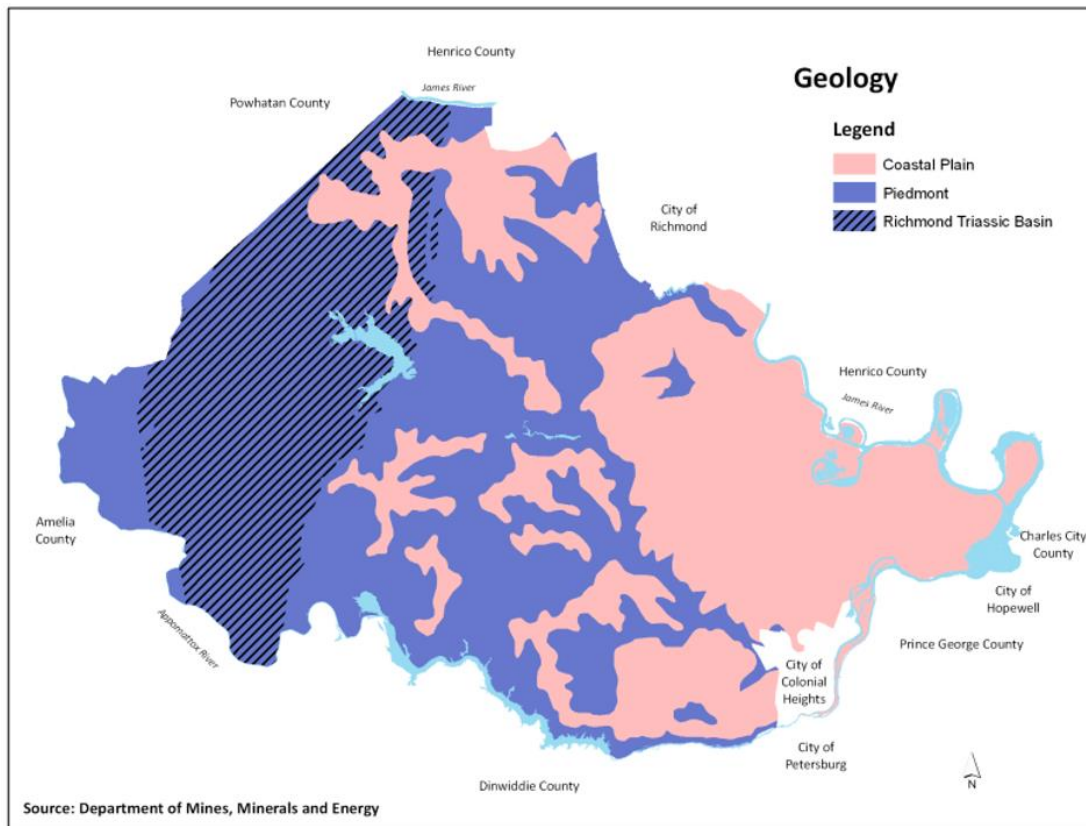 Henrico County
James River
Powhatan County
Geology
Legend
Coastal Plain
Piedmont
Richmond Triassic Basin
City of
Richmond
Henrico County
James River
Amelia
County
Charles City
County
City of
Hopewell
Appomattox River
Prince George County
City of
Colonial
Heights
City of
Petersburg
Dinwiddie County
N
Source: Department of Mines, Minerals and Energy